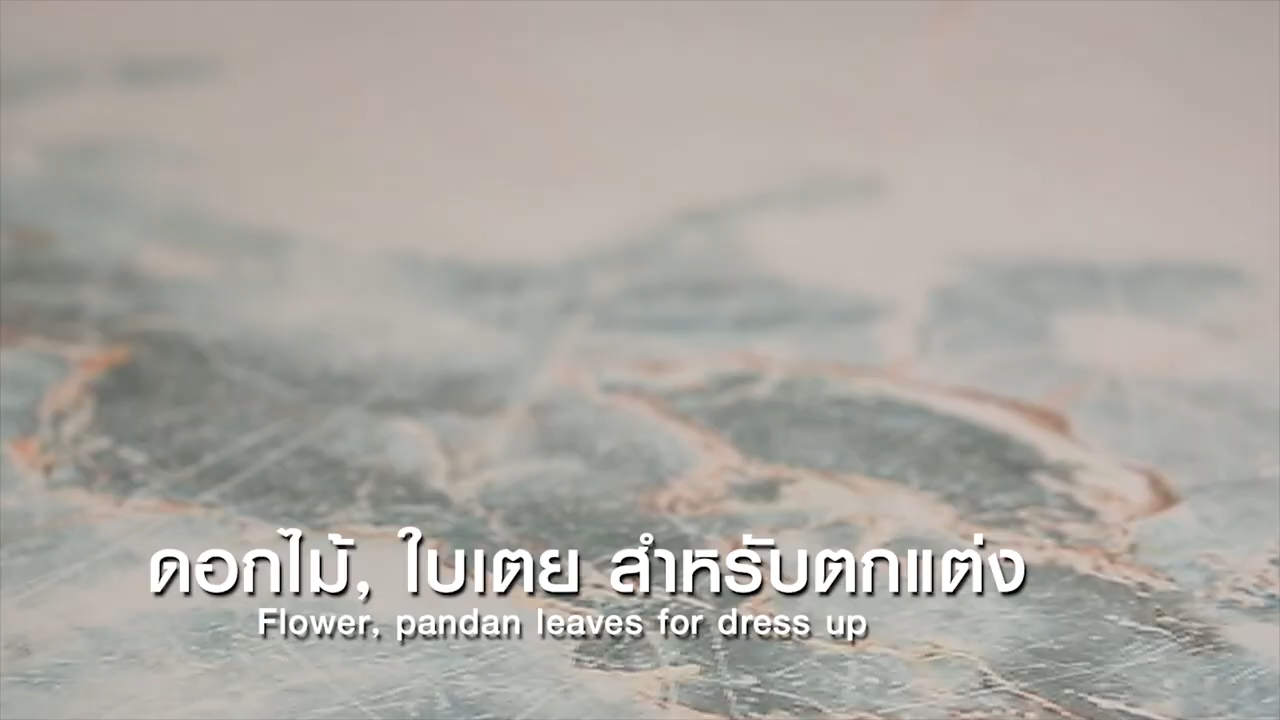 ดอกไม้, ใบเตย สำหรับตกแต่ง
Flower, pandan leaves for dress up